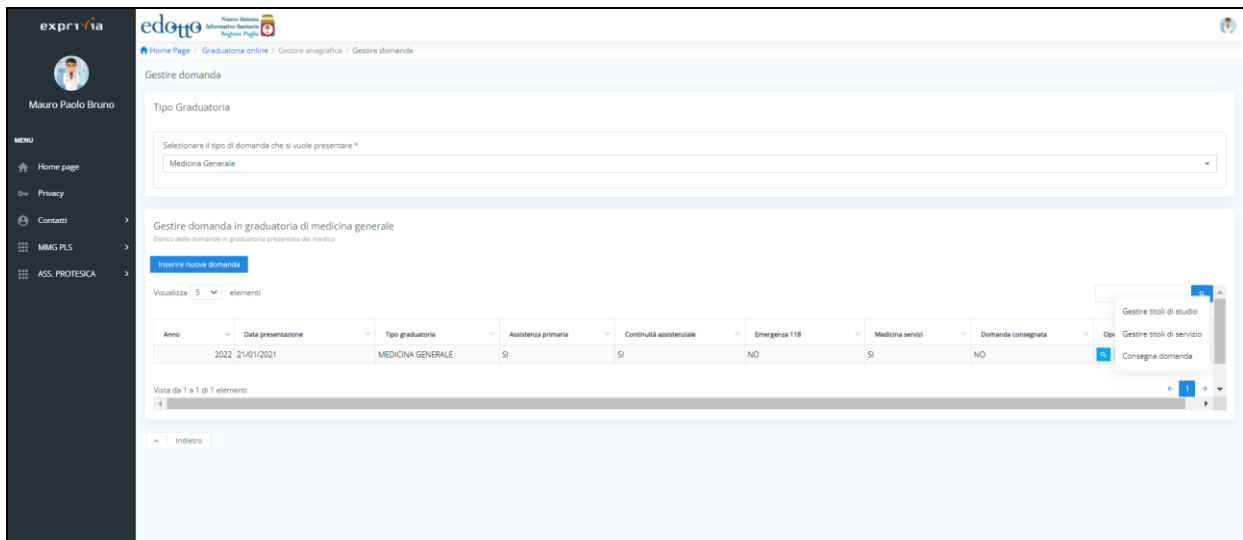 exprivia
edotto Nuovo Sistema Informativo Sanitario Regione Puglia
Home Page / Graduatoria online / Gestire anagrafica / Gestire domanda
Mauro Paolo Bruno
MENU
Home page
Privacy
Contatti
MMG PLS
ASS. PROTESICA
Gestire domanda
Tipo Graduatoria
Selezionare il tipo di domanda che si vuole presentare *
Medicina Generale
Gestire domanda in graduatoria di medicina generale
Elenco delle domande in graduatoria presentate dal medico
Inserire nuova domanda
Visualizza 5 elementi
Gestire titoli di studio
Gestire titoli di servizio
Consegna domanda
Anno Data presentazione Tipo graduatoria Assistenza primaria Continuità assistenziale Emergenza 118 Medicina servizi Domanda consegnata Ope
2022 21/01/2021 MEDICINA GENERALE SI SI NO SI NO
Vista da 1 a 1 di 1 elementi
1
Indietro